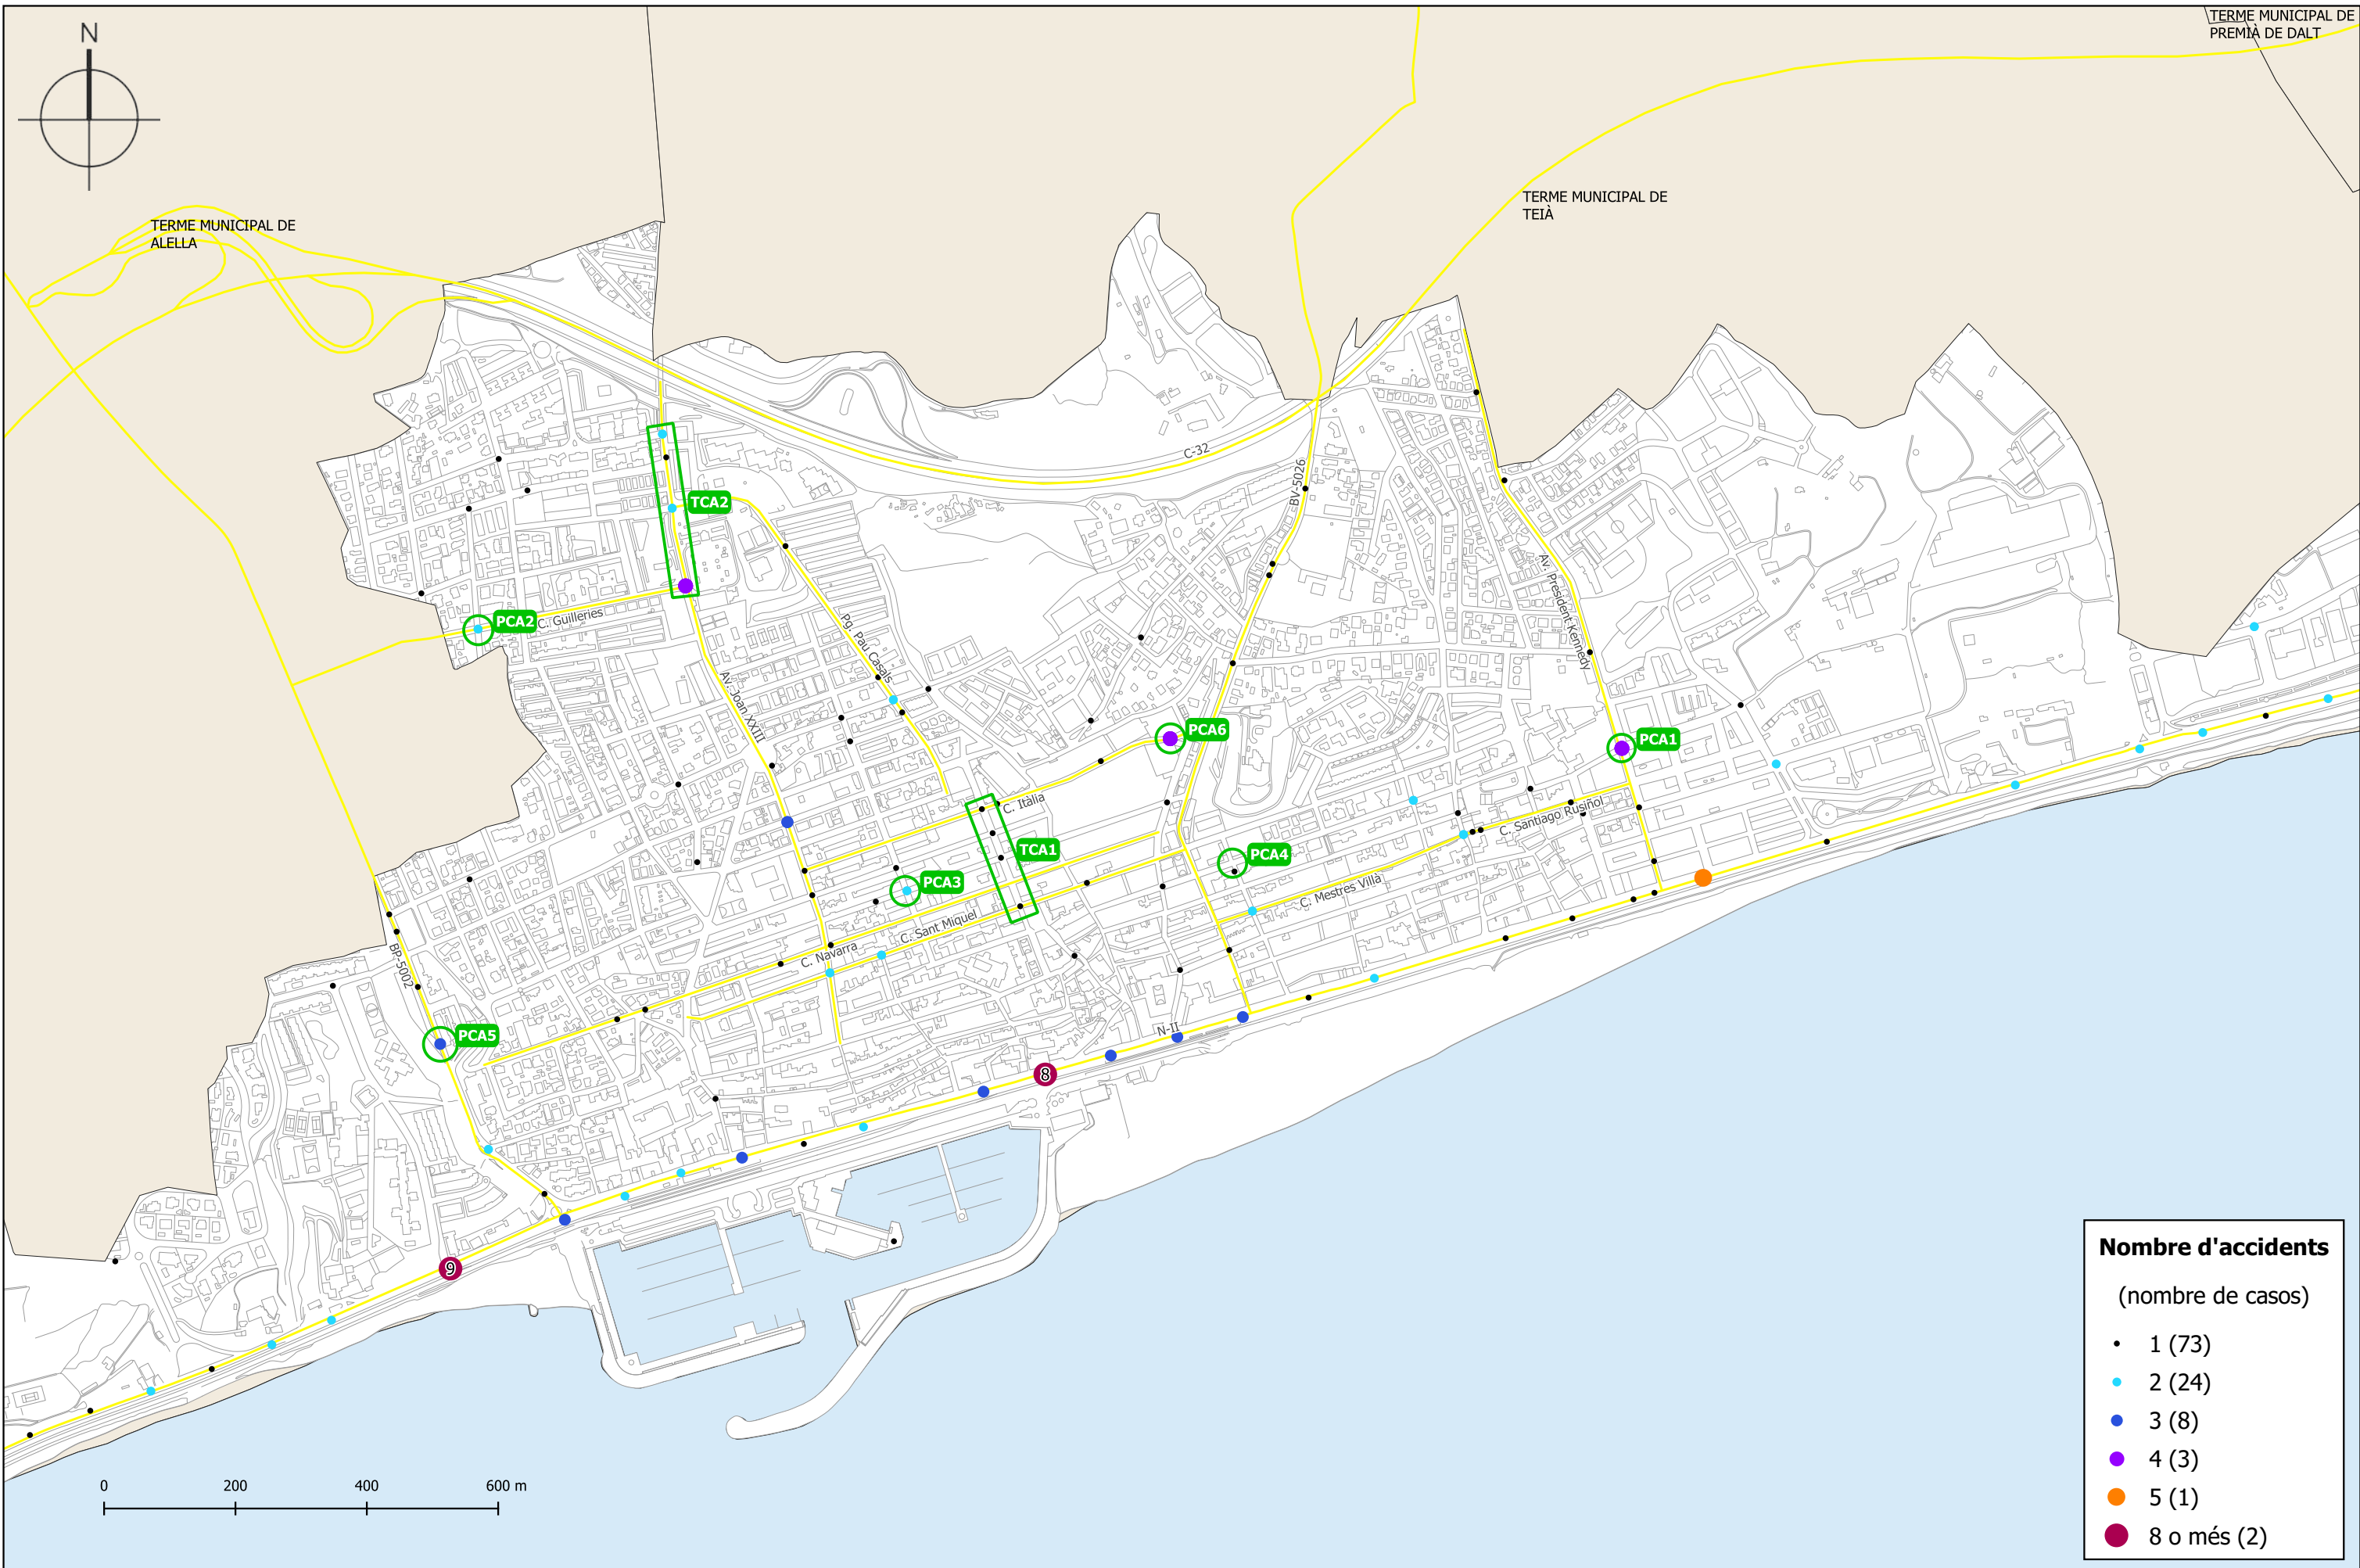 N
TERME MUNICIPAL DE
PREMIÀ DE DALT
TERME MUNICIPAL DE
TEIÀ
TERME MUNICIPAL DE
ALELLA
C-32
BV-5026
TCA2
Av. President Kennedy
PCA2
C. Guilleries
Pg. Pau Casals
Av. Joan XXIII
PCA6
PCA1
C. Itàlia
C. Santiago Rusiñol
TCA1
PCA4
PCA3
C. Mestres Villà
C. Sant Miquel
C. Navarra
BP-5002
PCA5
N-II
8
9
0 200 400 600 m
Nombre d'accidents
(nombre de casos)
1 (73)
2 (24)
3 (8)
4 (3)
5 (1)
8 o més (2)